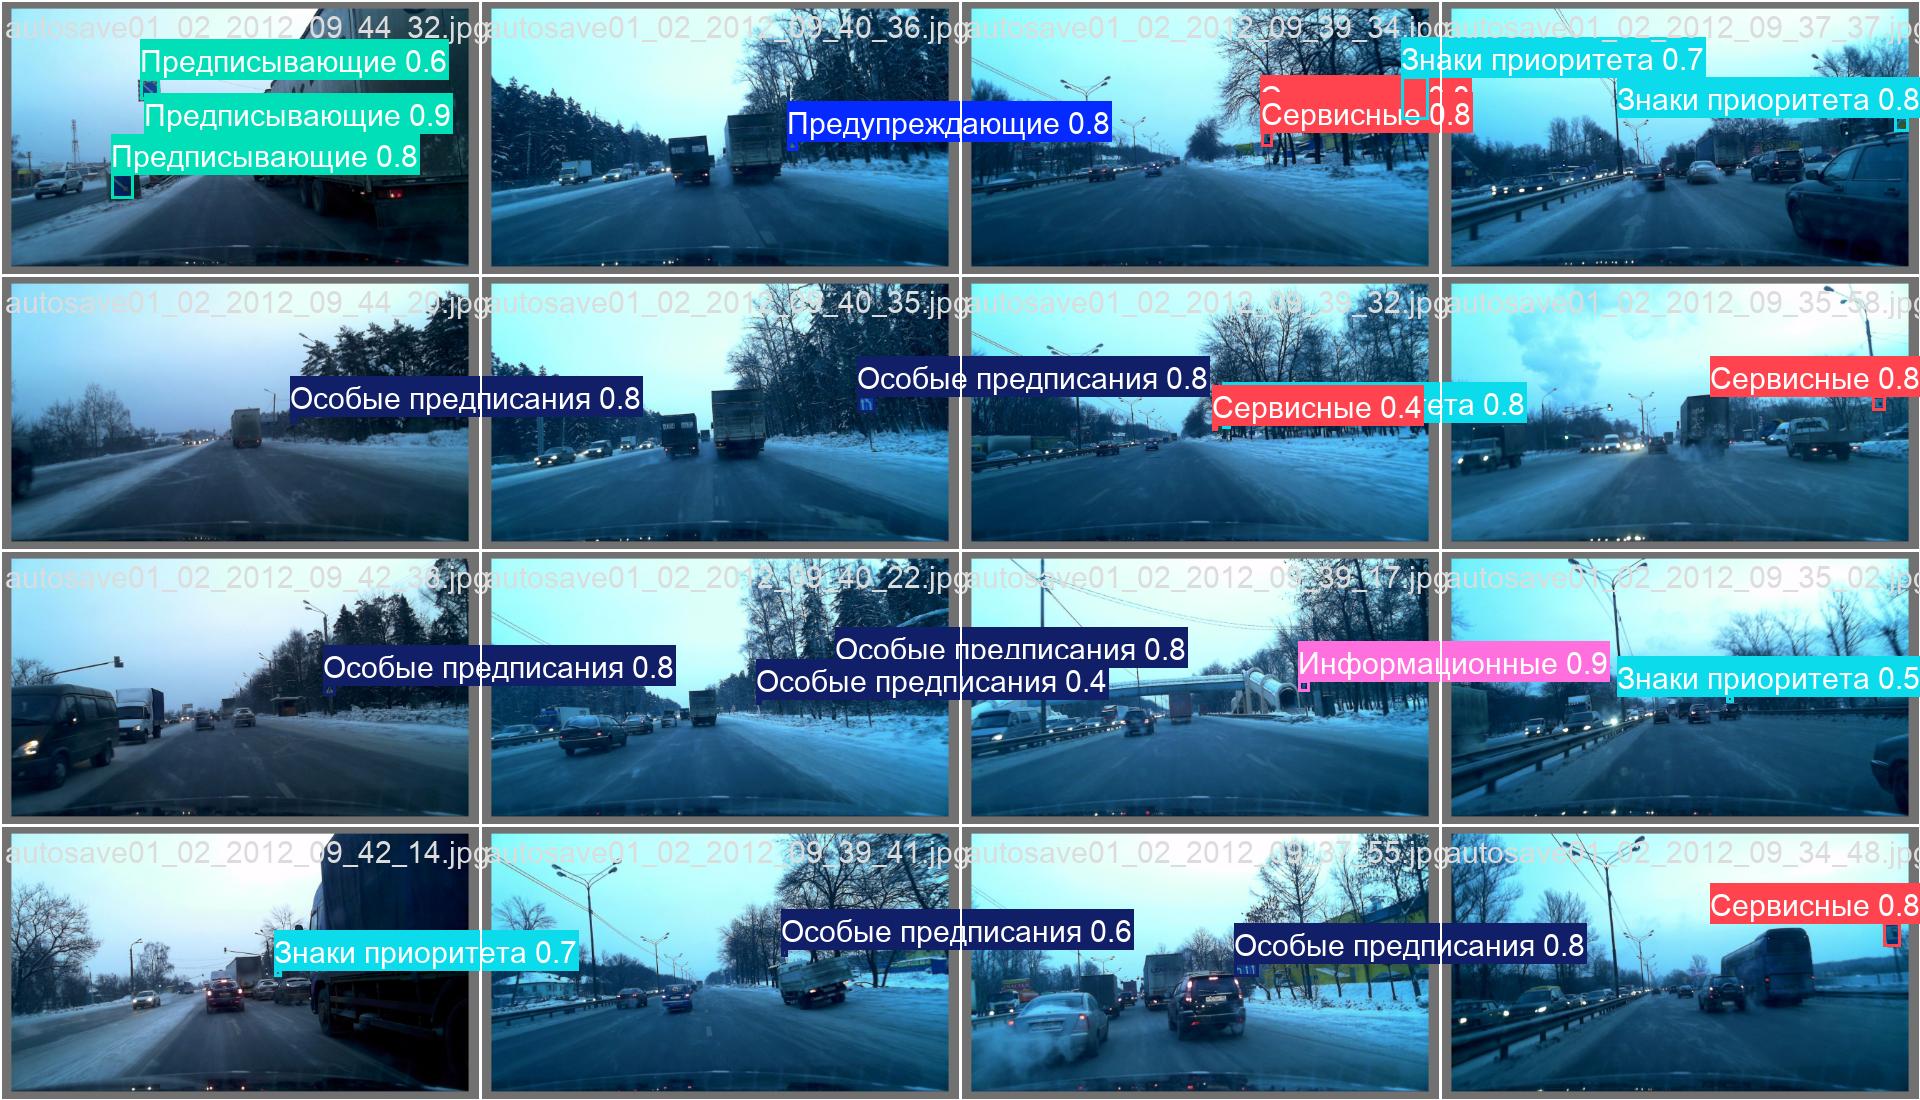 autosave01_02_2012_09_44_32.jpg
autosave01_02_2012_09_40_36.jpg
autosave01_02_2012_09_39_34.jpg
autosave01_02_2012_09_37_37.jpg
Предписывающие 0.6
Предписывающие 0.9
Предписывающие 0.8
Предупреждающие 0.8
Сервисные 0.8
Знаки приоритета 0.7
Знаки приоритета 0.8
autosave01_02_2012_09_44_20.jpg
autosave01_02_2012_09_40_35.jpg
autosave01_02_2012_09_39_32.jpg
autosave01_02_2012_09_35_58.jpg
Особые предписания 0.8
Особые предписания 0.8
Сервисные 0.4
ета 0.8
Сервисные 0.8
autosave01_02_2012_09_42_38.jpg
autosave01_02_2012_09_40_22.jpg
autosave01_02_2012_09_39_17.jpg
autosave01_02_2012_09_35_02.jpg
Особые предписания 0.8
Особые предписания 0.8
Особые предписания 0.4
Информационные 0.9
Знаки приоритета 0.5
autosave01_02_2012_09_42_14.jpg
autosave01_02_2012_09_39_41.jpg
autosave01_02_2012_09_37_55.jpg
autosave01_02_2012_09_34_48.jpg
Знаки приоритета 0.7
Особые предписания 0.6
Особые предписания 0.8
Сервисные 0.8